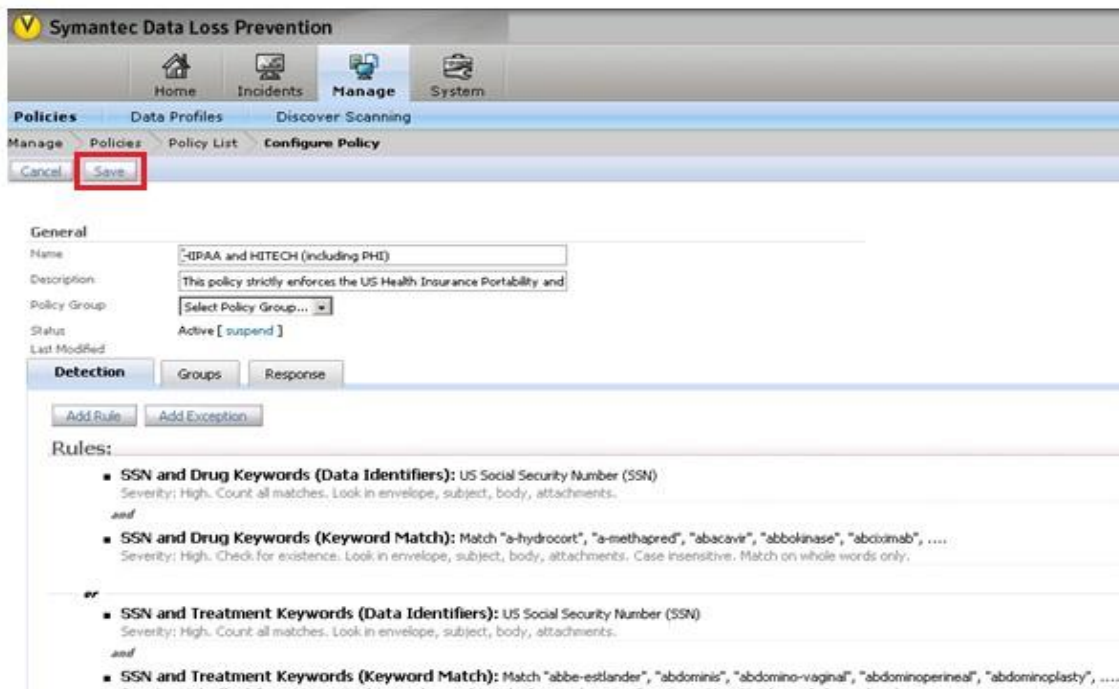 Symantec Data Loss Prevention
Home Incidents Manage System
Policies Data Profiles Discover Scanning
Manage Policies Policy List Configure Policy
Cancel Save
General
Name HIPAA and HITECH (including PHI)
Description This policy strictly enforces the US Health Insurance Portability and
Policy Group Select Policy Group...
Status Active [ suspend ]
Last Modified
Detection Groups Response
Add Rule Add Exception
Rules:
SSN and Drug Keywords (Data Identifiers): US Social Security Number (SSN)
Severity: High. Count all matches. Look in envelope, subject, body, attachments.
and
SSN and Drug Keywords (Keyword Match): Match "a-hydrocort", "a-methapred", "abacavir", "abbokinase", "abciximab", ....
Severity: High. Check for existence. Look in envelope, subject, body, attachments. Case insensitive. Match on whole words only.
or
SSN and Treatment Keywords (Data Identifiers): US Social Security Number (SSN)
Severity: High. Count all matches. Look in envelope, subject, body, attachments.
and
SSN and Treatment Keywords (Keyword Match): Match "abbe-estlander", "abdominis", "abdomino-vaginal", "abdominoperineal", "abdominoplasty", ....